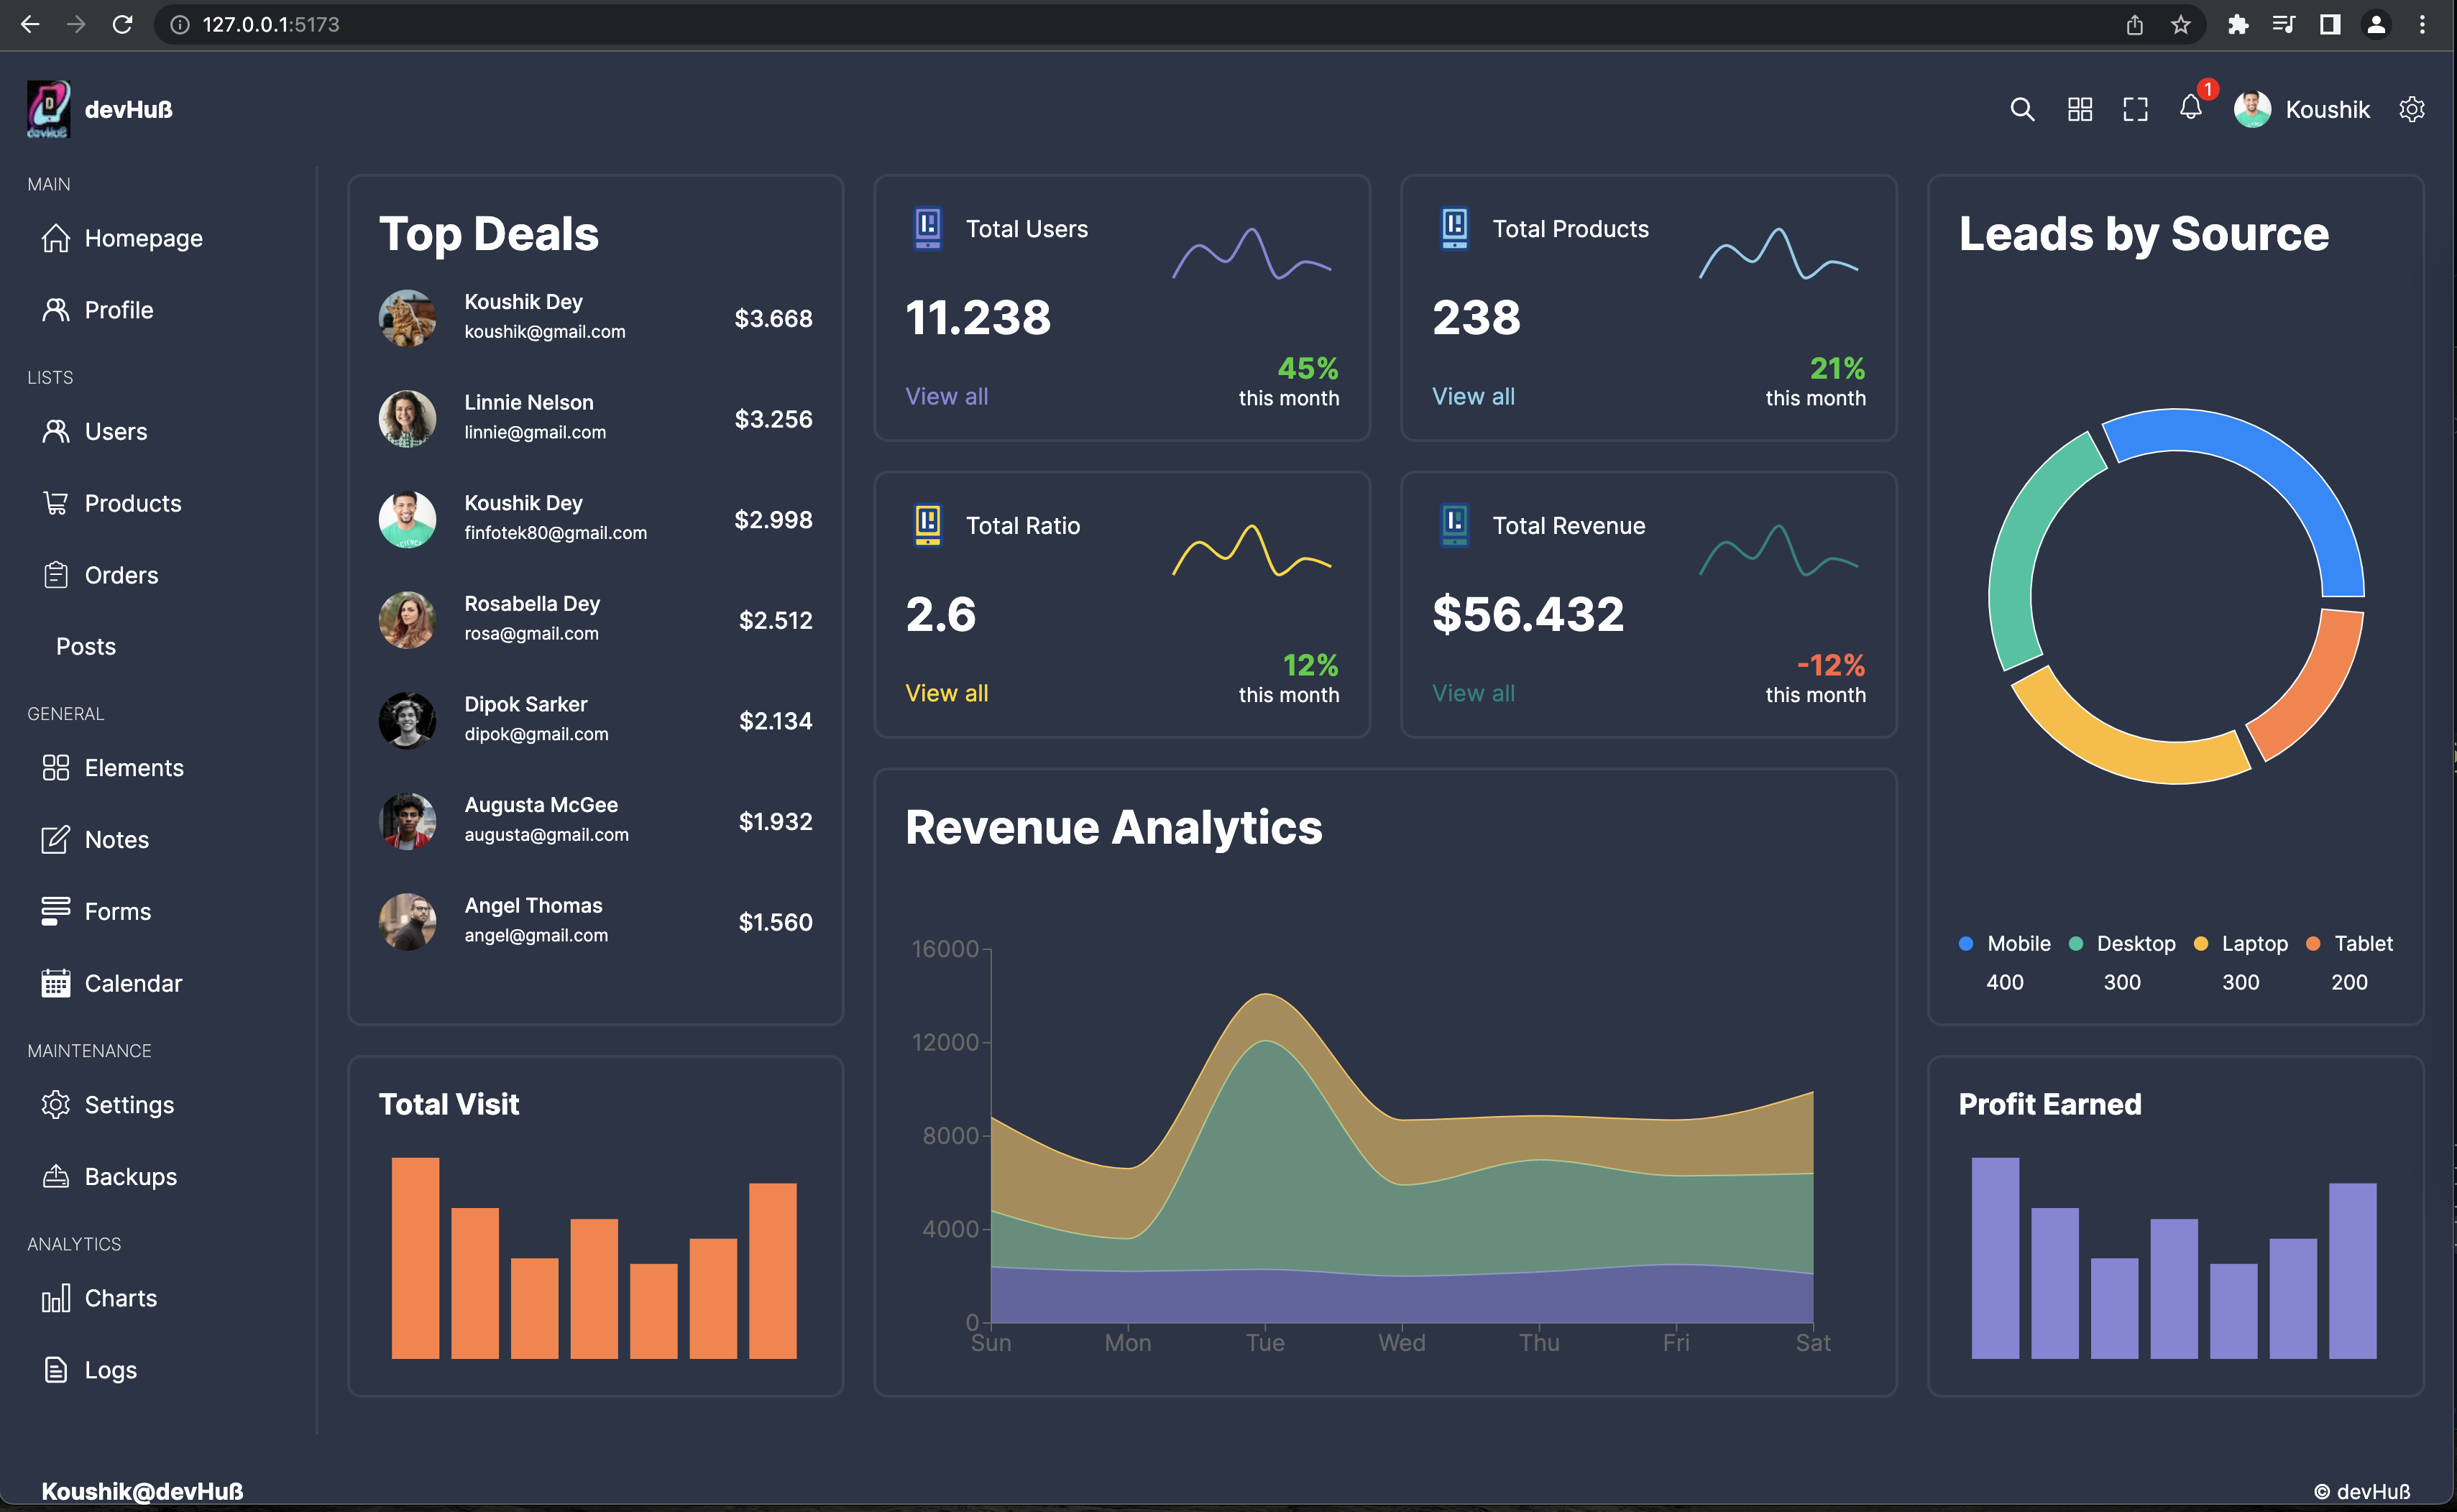 127.0.0.1:5173
devHuß
1
Koushik
MAIN
Homepage
Profile
LISTS
Users
Products
Orders
Posts
GENERAL
Elements
Notes
Forms
Calendar
MAINTENANCE
Settings
Backups
ANALYTICS
Charts
Logs
Top Deals
Koushik Dey
koushik@gmail.com
$3.668
Linnie Nelson
linnie@gmail.com
$3.256
Koushik Dey
finfotek80@gmail.com
$2.998
Rosabella Dey
rosa@gmail.com
$2.512
Dipok Sarker
dipok@gmail.com
$2.134
Augusta McGee
augusta@gmail.com
$1.932
Angel Thomas
angel@gmail.com
$1.560
Total Users
11.238
45%
View all
this month
Total Products
238
21%
View all
this month
Total Ratio
2.6
12%
View all
this month
Total Revenue
$56.432
-12%
View all
this month
Leads by Source
Mobile Desktop Laptop Tablet
400 300 300 200
Total Visit
Revenue Analytics
16000
12000
8000
4000
0
Sun Mon Tue Wed Thu Fri Sat
Profit Earned
Koushik@devHuß
© devHuß